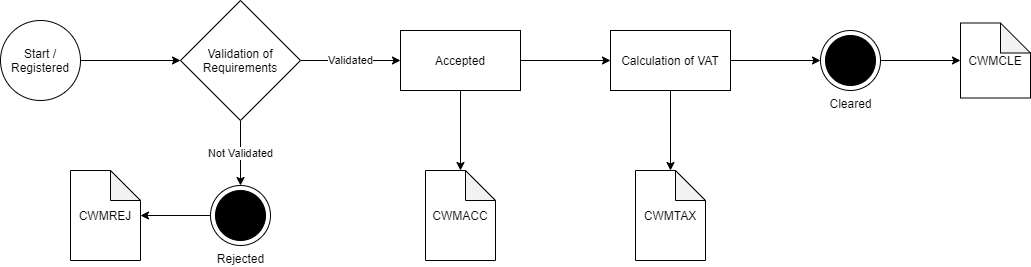 Start /
Registered
Validation of
Requirements
Validated
Accepted
Calculation of VAT
Cleared
CWMCLE
Not Validated
CWMREJ
Rejected
CWMACC
CWMTAX